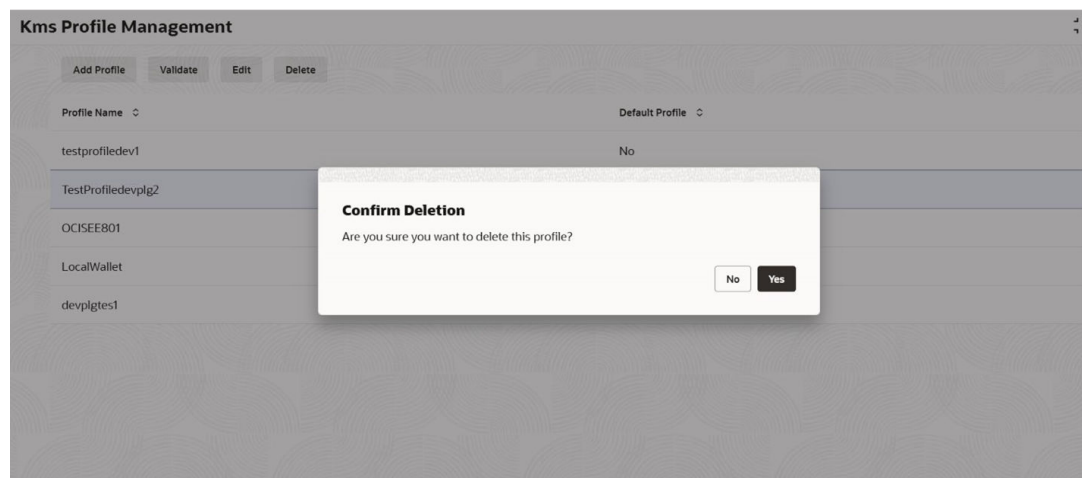 Kms Profile Management
Add Profile Validate Edit Delete
Profile Name Default Profile
testprofiledev1 No
TestProfiledevplg2
OCISEE801
LocalWallet
devplgtes1
Confirm Deletion
Are you sure you want to delete this profile?
No Yes